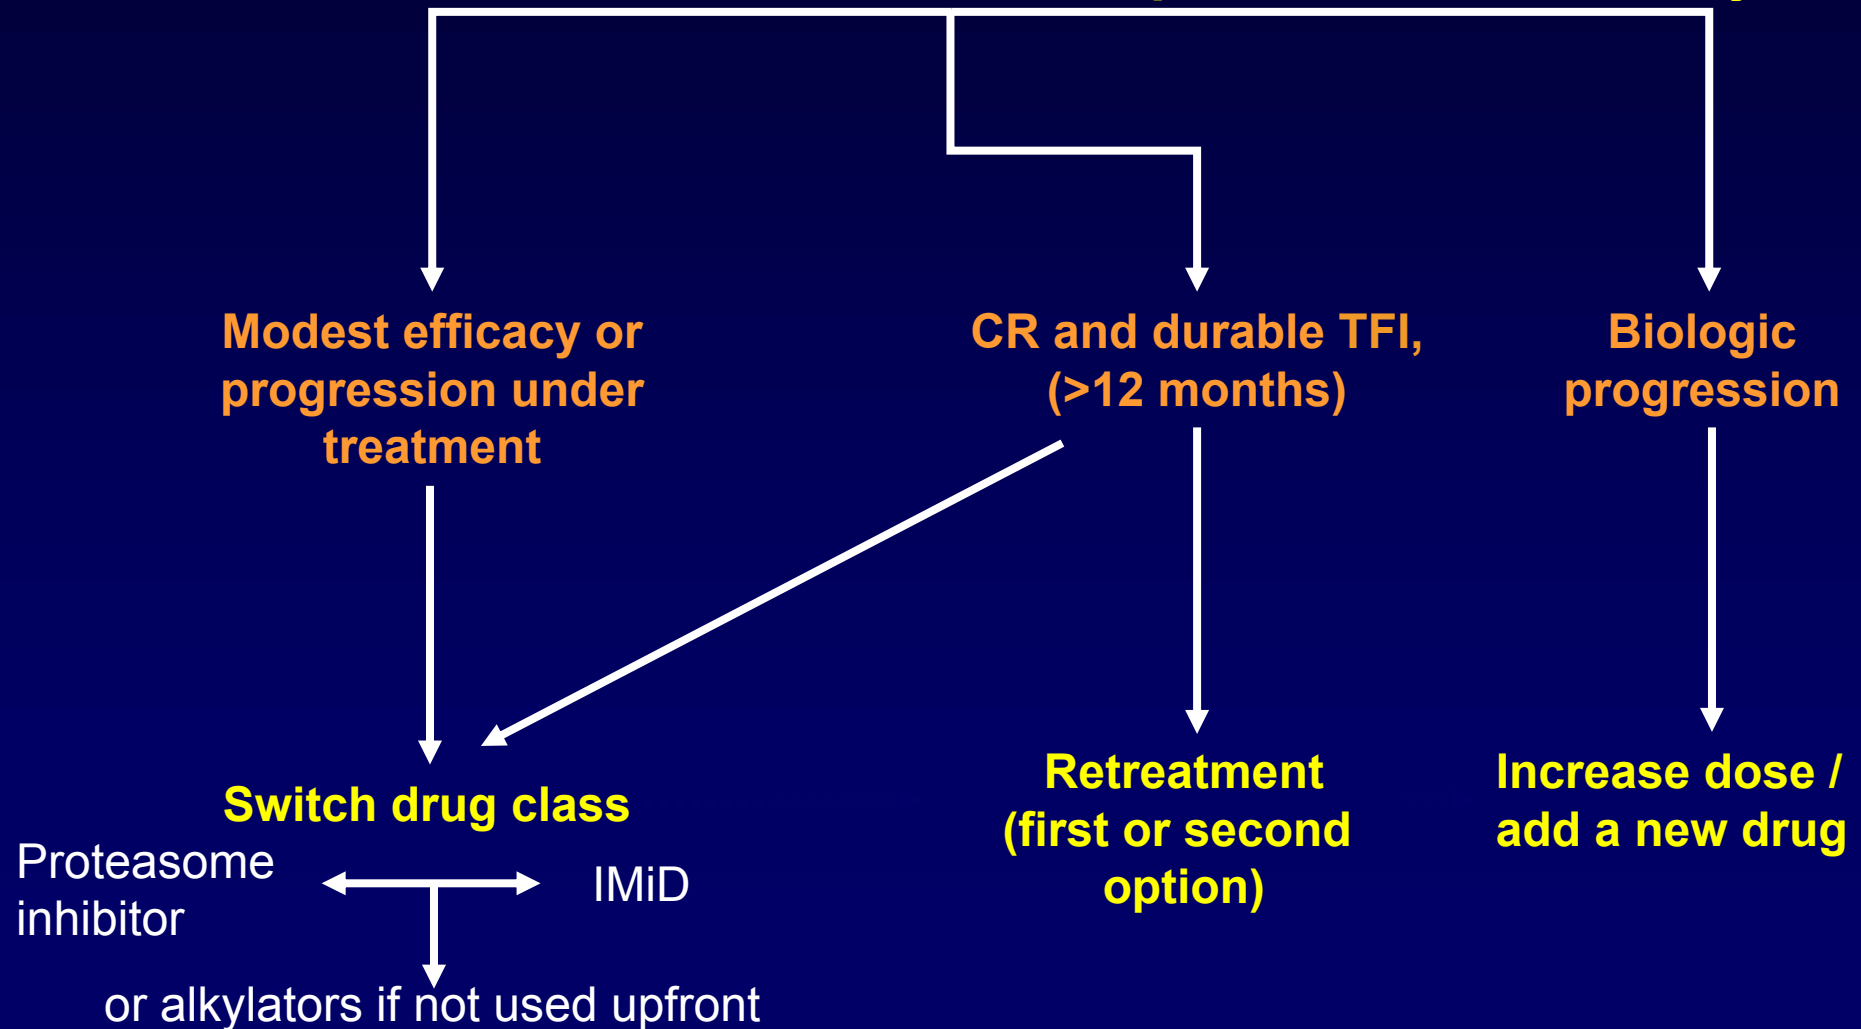 Modest efficacy or
progression under
treatment
CR and durable TFI,
(>12 months)
Biologic
progression
Switch drug class
Proteasome
inhibitor
IMiD
or alkylators if not used upfront
Retreatment
(first or second
option)
Increase dose /
add a new drug